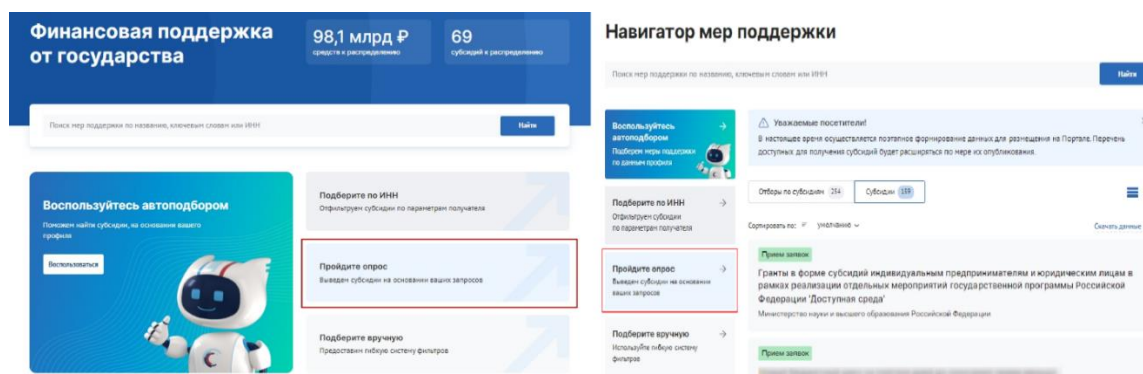 Финансовая поддержка
от государства
98,1 млрд ₽
средств к распределению
69
субсидий к распределению
Поиск мер поддержки по названию, ключевым словам или ИНН
Найти
Воспользуйтесь автоподбором
Поможем найти субсидии, на основании вашего
профиля
Воспользоваться
Подберите по ИНН
Отфильтруем субсидии по параметрам получателя
Пройдите опрос
Выведем субсидии на основании ваших запросов
Подберите вручную
Предоставим гибкую систему фильтров
Навигатор мер поддержки
Поиск мер поддержки по названию, ключевым словам или ИНН
Найти
Воспользуйтесь
автоподбором
Подберем меры поддержки
по данным профиля
Подберите по ИНН
Отфильтруем субсидии
по параметрам получателя
Пройдите опрос
Выведем субсидии на основании
ваших запросов
Подберите вручную
Используйте гибкую систему
фильтров
Уважаемые посетители!
В настоящее время осуществляется поэтапное формирование данных для размещения на Портале. Перечень
доступных для получения субсидий будет расширяться по мере их опубликования.
Отборы по субсидиям 254
Субсидии 159
Сортировать по: умолчанию
Скачать данные
Прием заявок
Гранты в форме субсидий индивидуальным предпринимателям и юридическим лицам в
рамках реализации отдельных мероприятий государственной программы Российской
Федерации 'Доступная среда'
Министерство науки и высшего образования Российской Федерации
Прием заявок